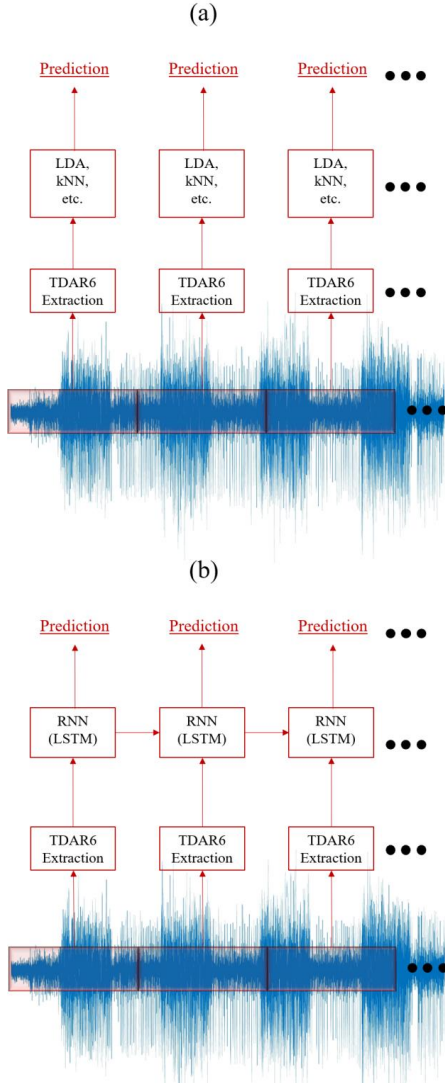 (a)
Prediction Prediction Prediction
LDA, LDA, LDA,
kNN, kNN, kNN,
etc. etc. etc.
TDAR6 TDAR6 TDAR6
Extraction Extraction Extraction
(b)
Prediction Prediction Prediction
RNN RNN RNN
(LSTM) (LSTM) (LSTM)
TDAR6 TDAR6 TDAR6
Extraction Extraction Extraction